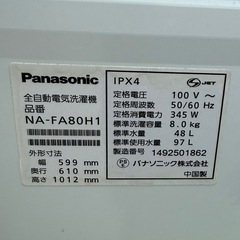 Panasonic
全自動電気洗濯機
品番
NA-FA80H1
外形寸法
幅 599 mm
奥行 610 mm
高さ 1012 mm
IPX4
JET
定格電圧 100 V～
定格周波数 50/60 Hz
定格消費電力 345 W
標準洗濯容量 8.0 kg
標準水量 48 L
標準使用水量 97 L
製造番号 1492501862
パナソニック株式会社
中国製